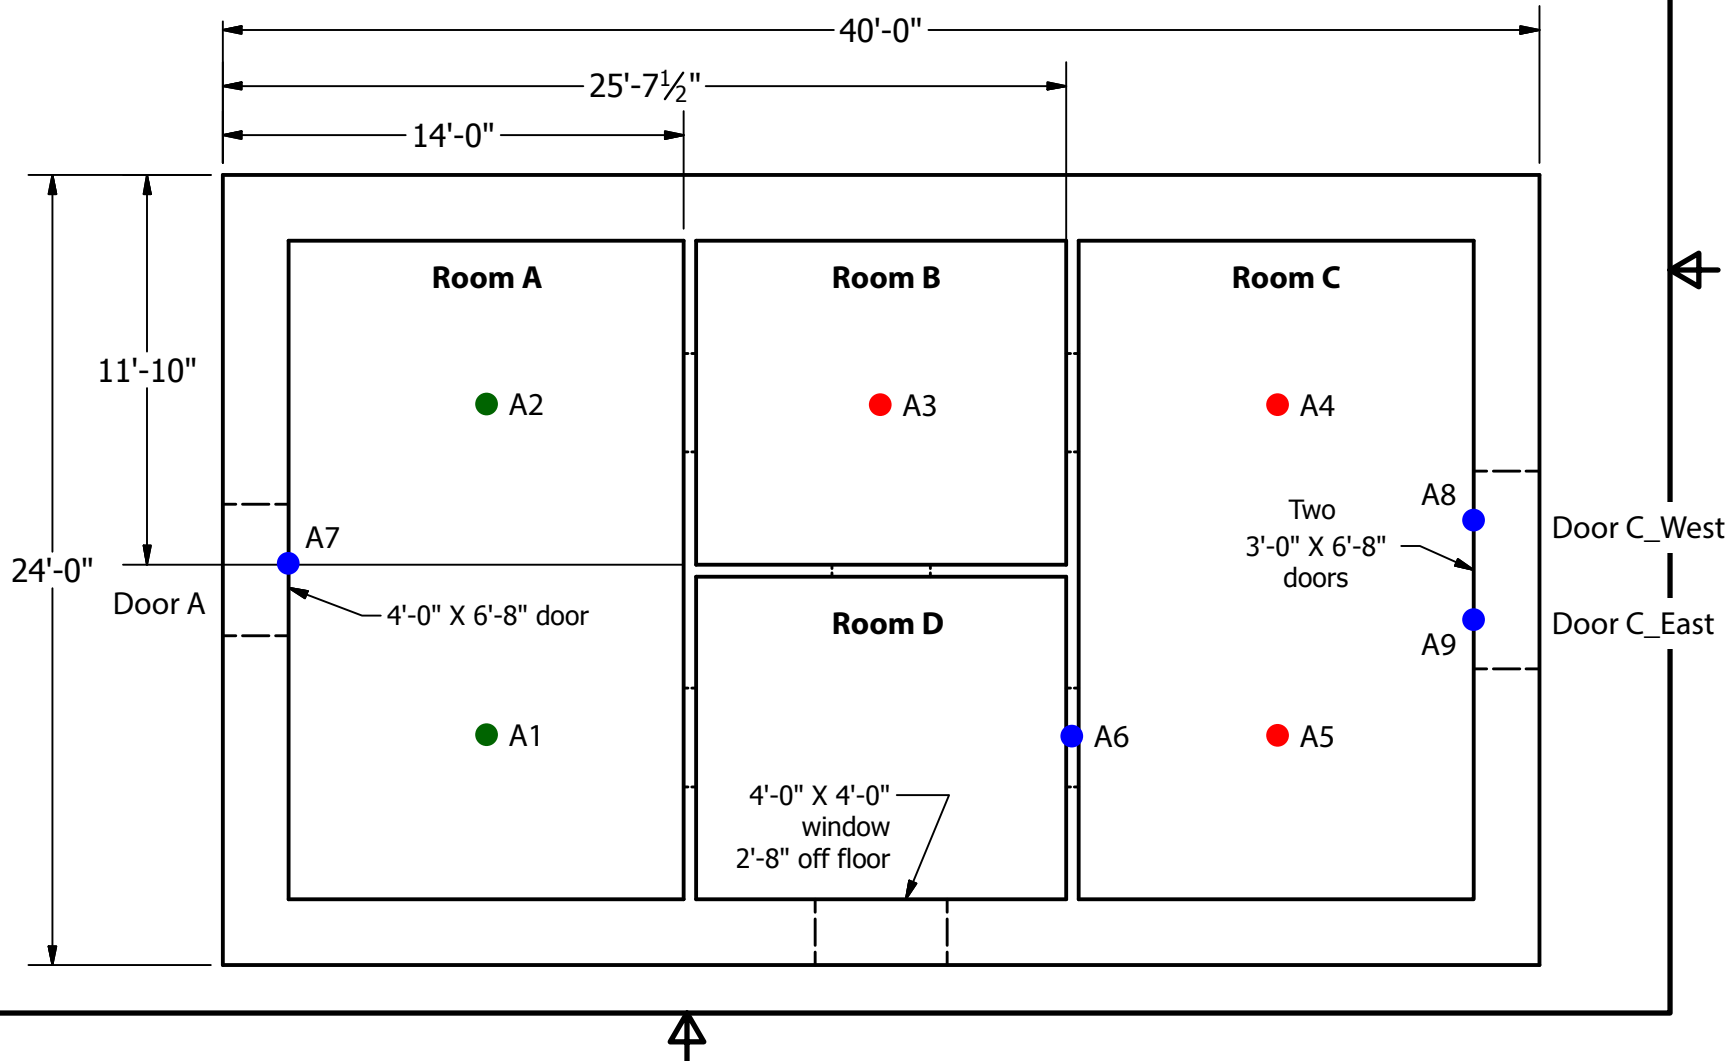 40'-0"
25'-7½"
14'-0"
Room A
Room B
Room C
11'-10"
A2
A3
A4
A8
Two
3'-0" X 6'-8"
doors
Door C_West
A7
24'-0"
Door A
4'-0" X 6'-8" door
Room D
Door C_East
A9
A1
A6
A5
4'-0" X 4'-0"
window
2'-8" off floor